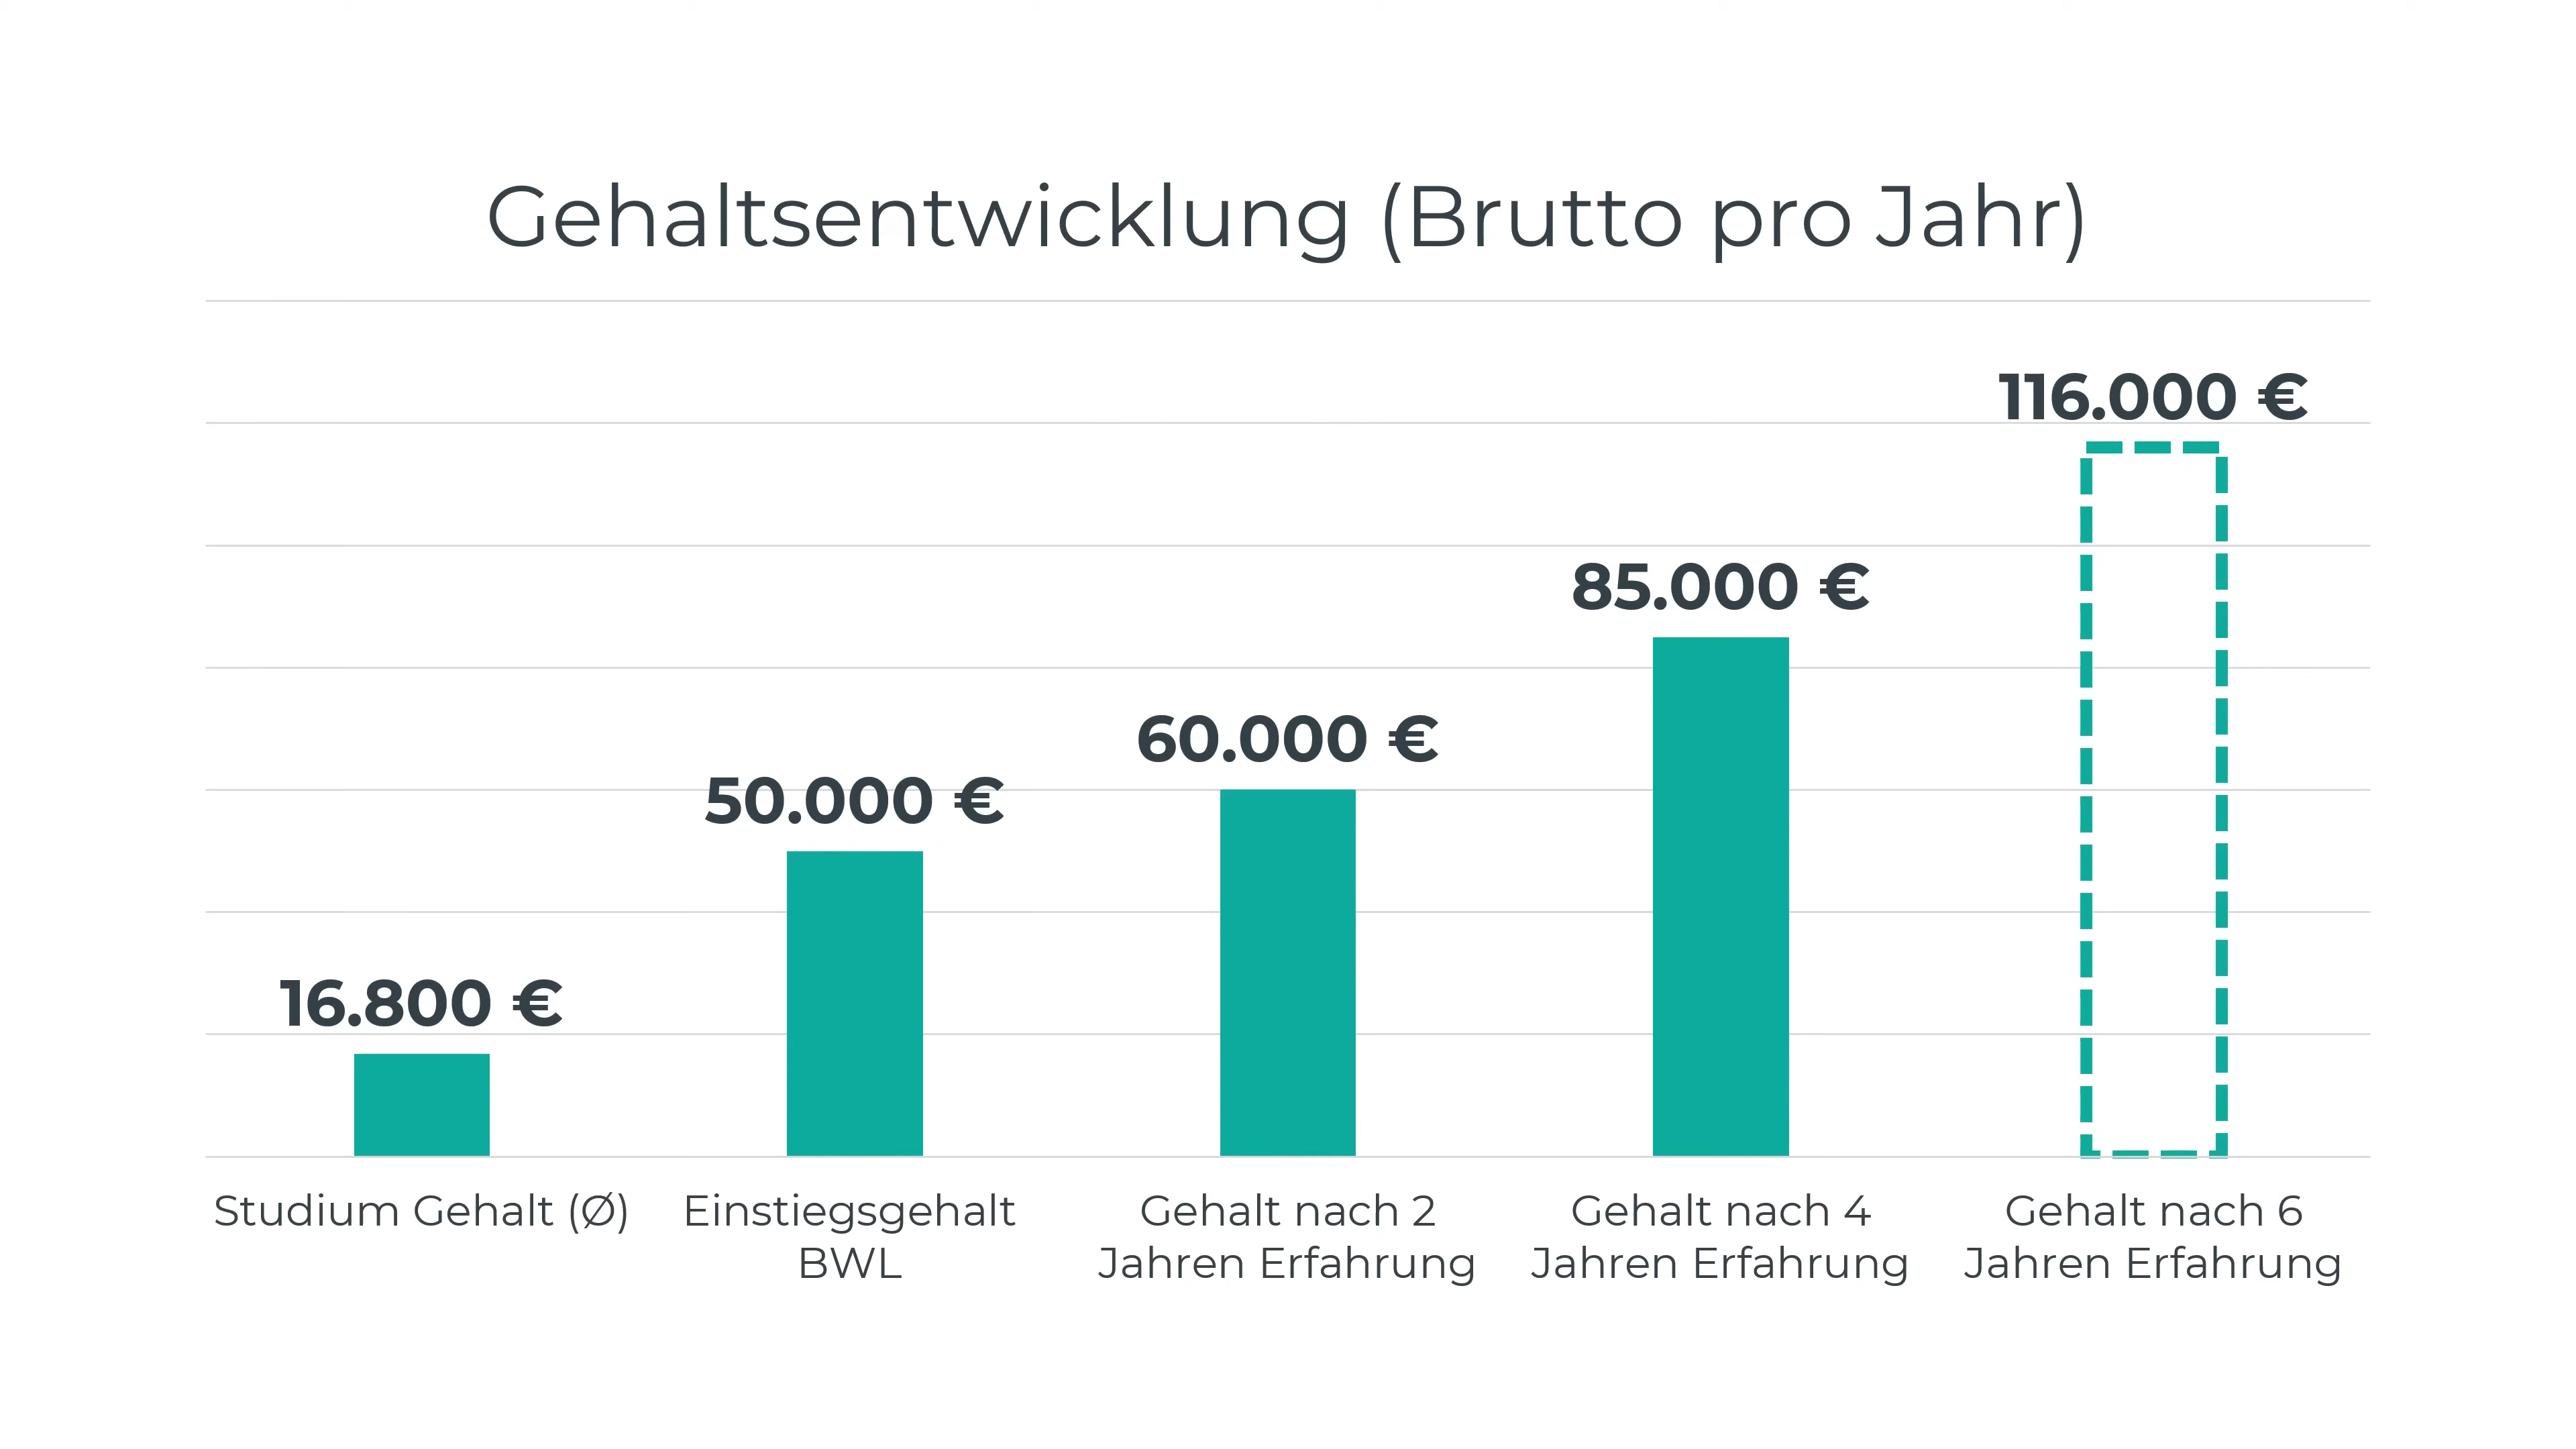 Gehaltsentwicklung (Brutto pro Jahr)
116.000 €
85.000 €
60.000 €
50.000 €
16.800 €
Studium Gehalt (Ø)
Einstiegsgehalt
BWL
Gehalt nach 2
Jahren Erfahrung
Gehalt nach 4
Jahren Erfahrung
Gehalt nach 6
Jahren Erfahrung